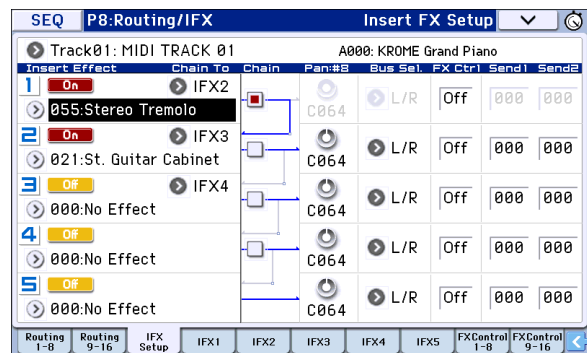 SEQ P8:Routing/IFX Insert FX Setup
Track01: MIDI TRACK 01 A000: KROME Grand Piano
Insert Effect Chain To Chain Pan:#8 Bus Sel. FX Ctrl Send1 Send2
1 On IFX2
055:Stereo Tremolo C064 L/R Off 000 000
2 On IFX3
021:St. Guitar Cabinet C064 L/R Off 000 000
3 Off IFX4
000:No Effect C064 L/R Off 000 000
4 Off
000:No Effect C064 L/R Off 000 000
5 Off
000:No Effect C064 L/R Off 000 000
Routing 1-8 Routing 9-16 IFX Setup IFX1 IFX2 IFX3 IFX4 IFX5 FXControl 1-8 FXControl 9-16